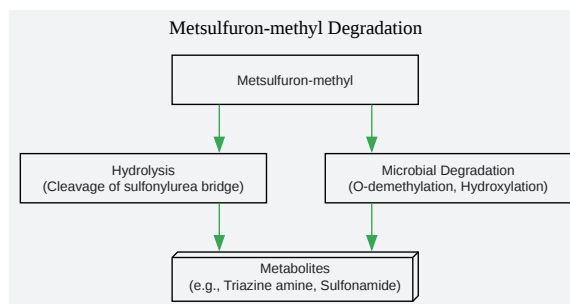 Metsulfuron-methyl Degradation
Metsulfuron-methyl
Hydrolysis
(Cleavage of sulfonylurea bridge)
Microbial Degradation
(O-demethylation, Hydroxylation)
Metabolites
(e.g., Triazine amine, Sulfonamide)